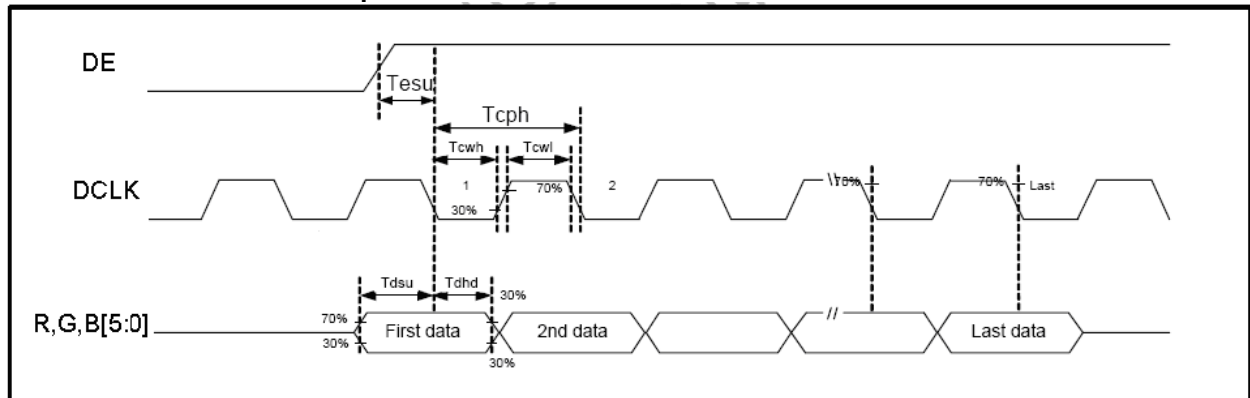 DE
Tesu
Tcph
Tcwh
Tcwl
DCLK
1
30%
70%
2
70%
70%
Last
Tdsu
Tdhd
30%
R,G,B[5:0]
70%
30%
First data
2nd data
//
Last data
30%